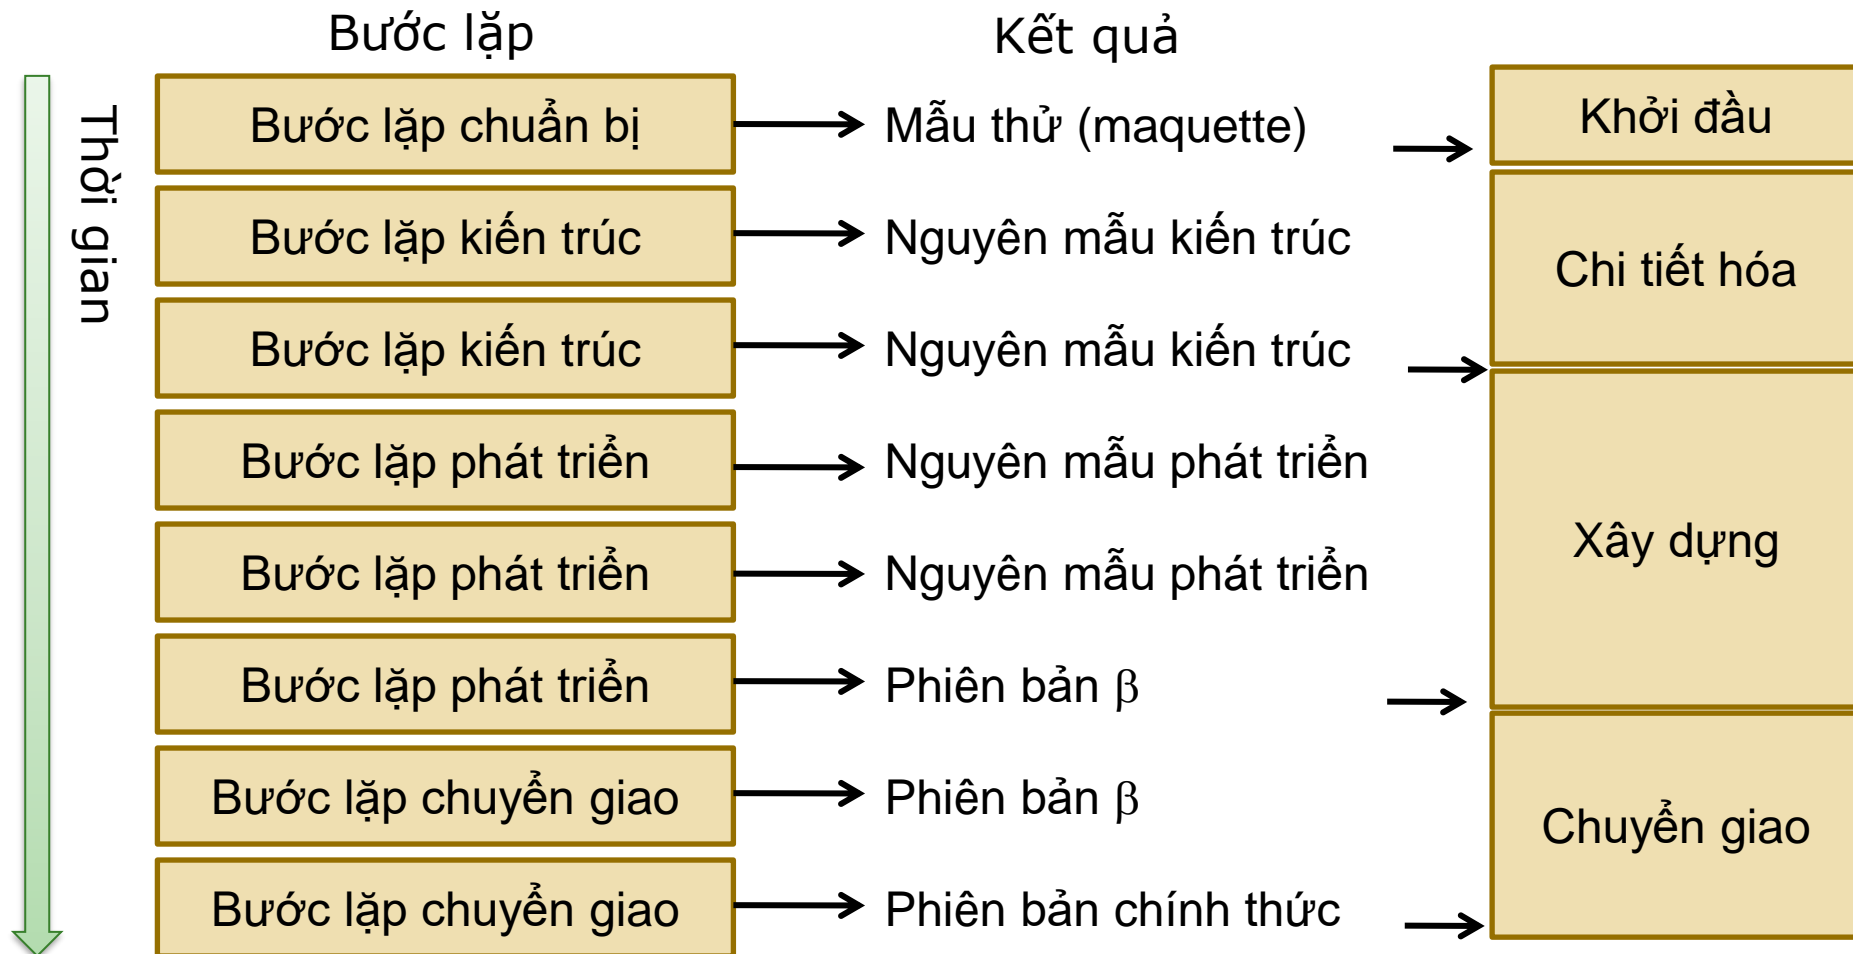 Bước lặp
Kết quả
Thời gian
Bước lặp chuẩn bị
Mẫu thử (maquette)
Khởi đầu
Bước lặp kiến trúc
Nguyên mẫu kiến trúc
Chi tiết hóa
Bước lặp kiến trúc
Nguyên mẫu kiến trúc
Bước lặp phát triển
Nguyên mẫu phát triển
Xây dựng
Bước lặp phát triển
Nguyên mẫu phát triển
Bước lặp phát triển
Phiên bản β
Bước lặp chuyển giao
Phiên bản β
Chuyển giao
Bước lặp chuyển giao
Phiên bản chính thức